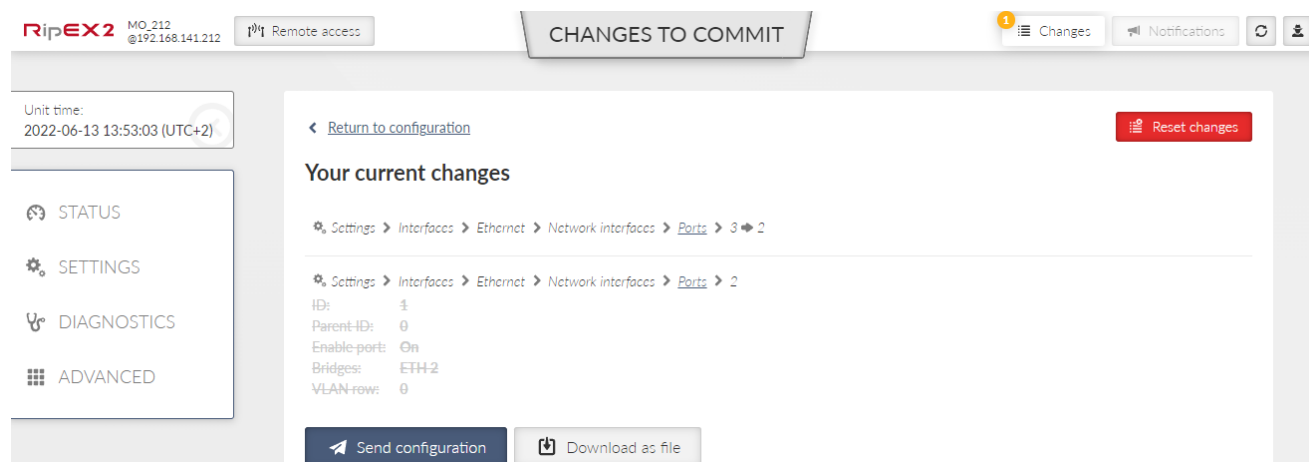 RipEX2 MO_212 Remote access CHANGES TO COMMIT 1 Changes Notifications
@192.168.141.212
Unit time:
2022-06-13 13:53:03 (UTC+2)
STATUS
SETTINGS
DIAGNOSTICS
ADVANCED
Return to configuration
Reset changes
Your current changes
Settings > Interfaces > Ethernet > Network interfaces > Ports > 3 → 2
Settings > Interfaces > Ethernet > Network interfaces > Ports > 2
ID: 1
Parent ID: 0
Enable port: On
Bridges: ETH 2
VLAN row: 0
Send configuration
Download as file